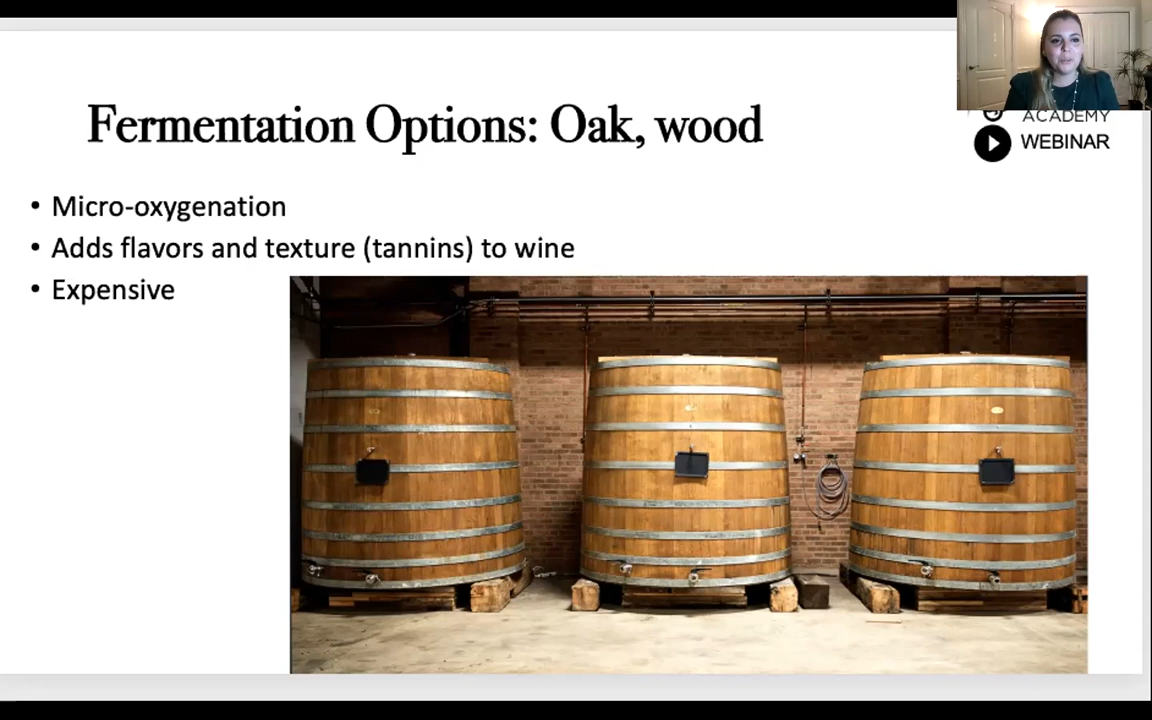 Fermentation Options: Oak, wood
ACADEMY
WEBINAR
• Micro-oxygenation
• Adds flavors and texture (tannins) to wine
• Expensive